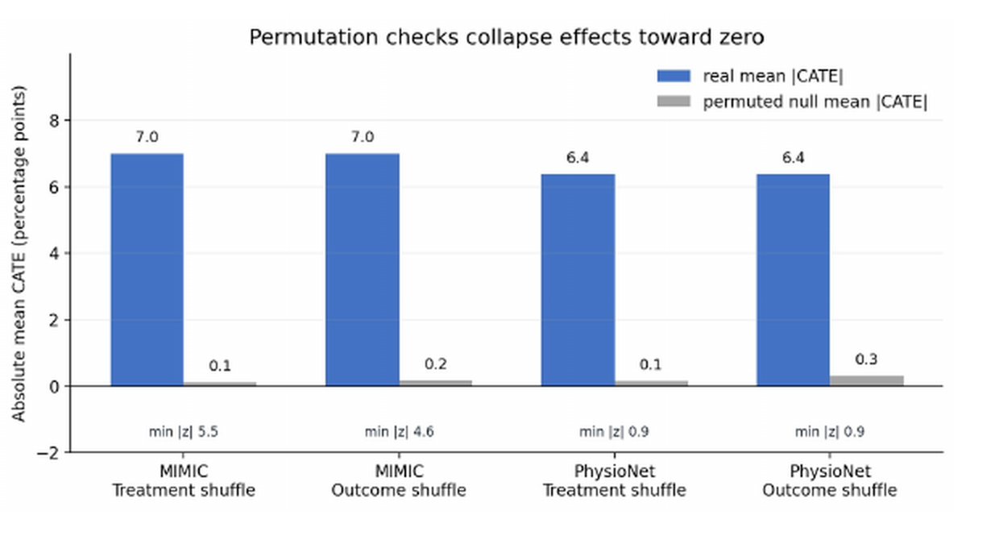 Permutation checks collapse effects toward zero
real mean |CATE|
permuted null mean |CATE|
Absolute mean CATE (percentage points)
8
6
4
2
0
−2
7.0
0.1
7.0
0.2
6.4
0.1
6.4
0.3
min |z| 5.5
min |z| 4.6
min |z| 0.9
min |z| 0.9
MIMIC
Treatment shuffle
MIMIC
Outcome shuffle
PhysioNet
Treatment shuffle
PhysioNet
Outcome shuffle